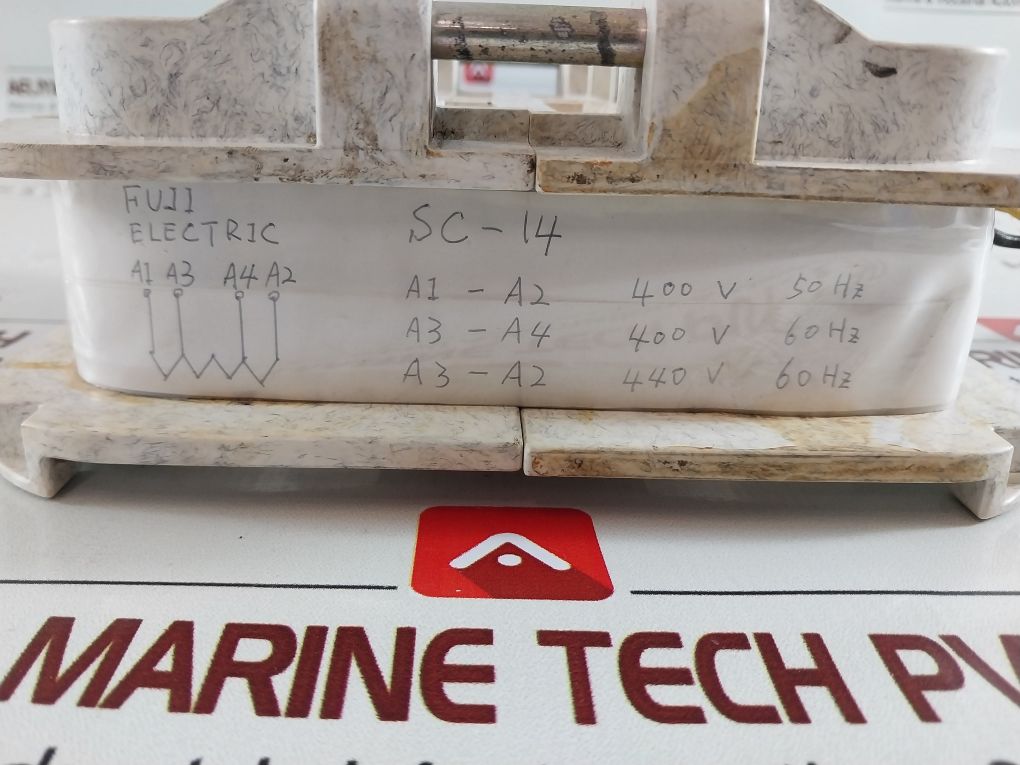 FUJI
ELECTRIC
A1 A3 A4 A2
SC-14
A1 - A2 400 V 50 Hz
A3 - A4 400 V 60 Hz
A3 - A2 440 V 60 Hz
MARINE TECH PV